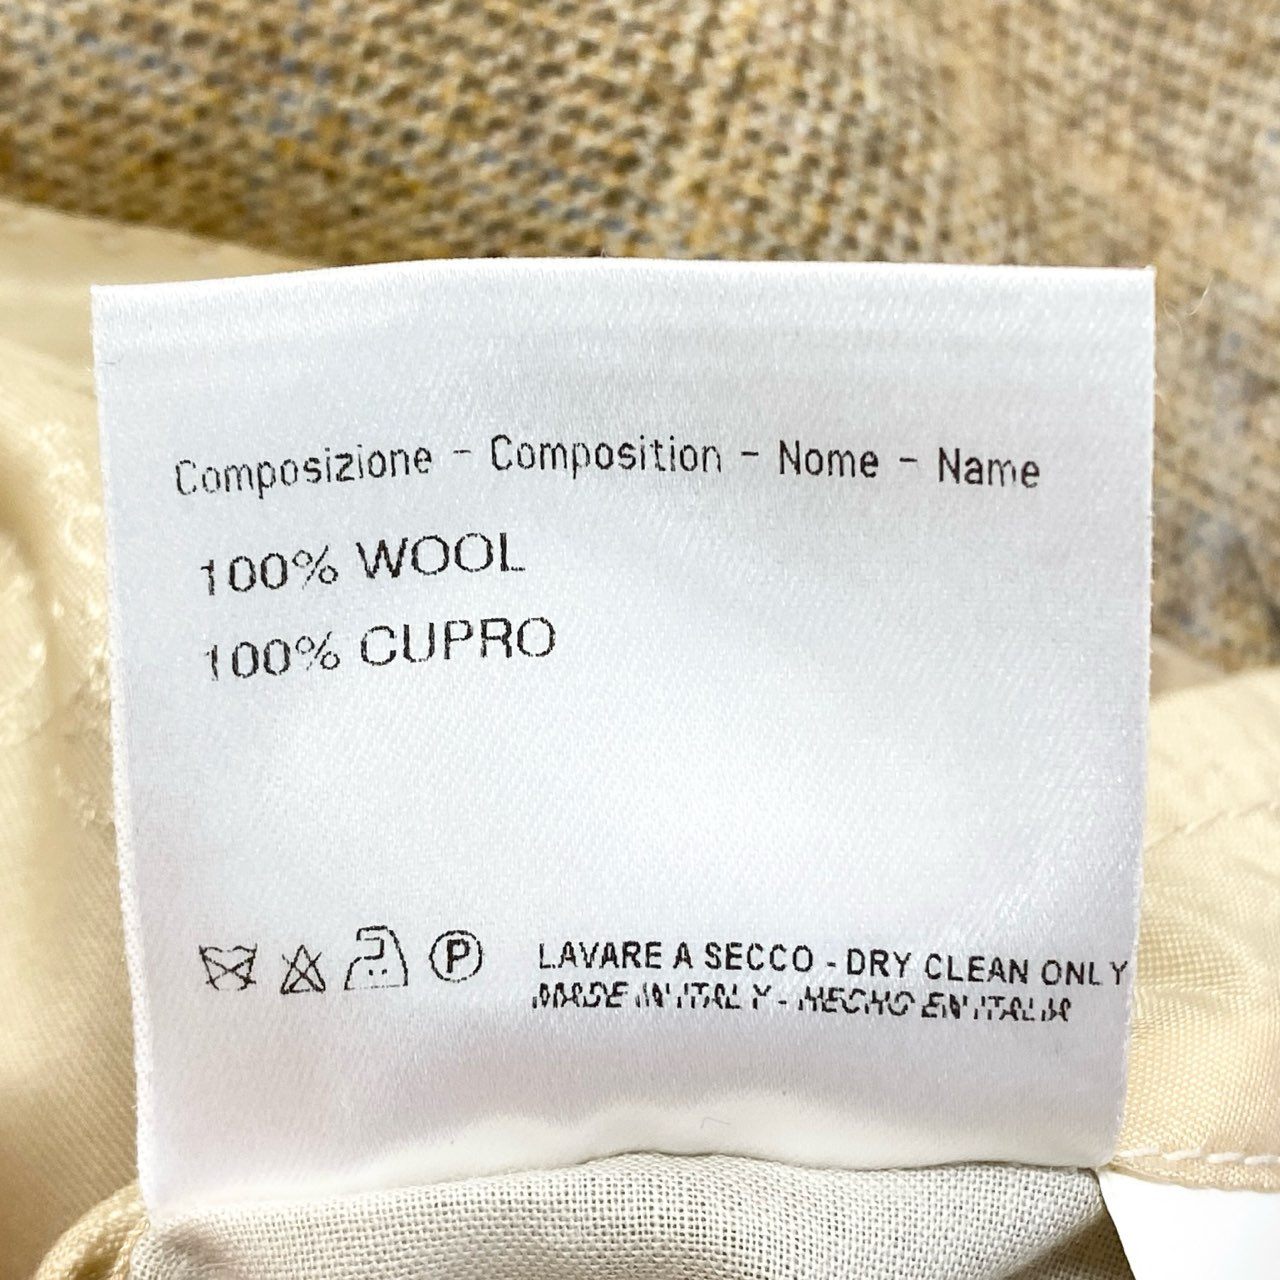 Composizione - Composition - Nome - Name
100% WOOL
100% CUPRO
P LAVARE A SECCO - DRY CLEAN ONLY
MADE IN ITALY - HECHO EN ITALIA